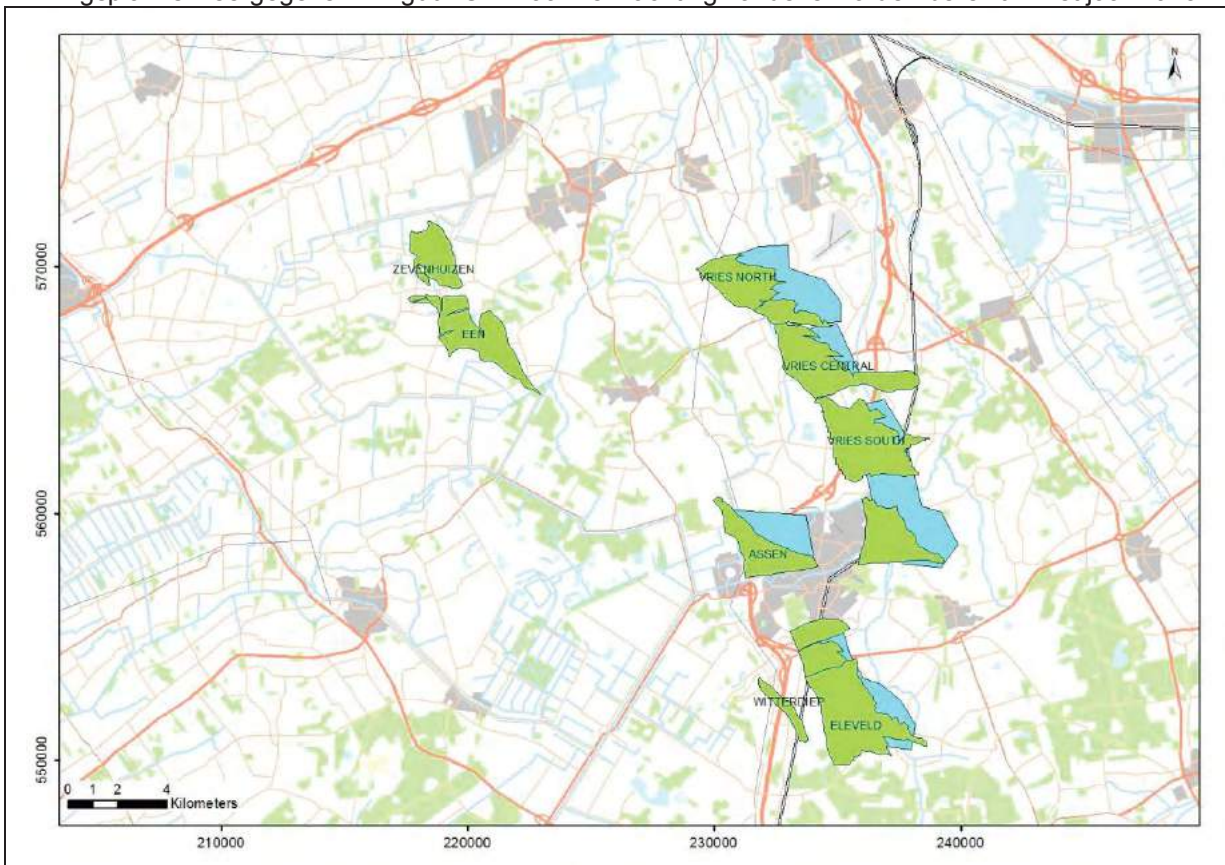 N
570000
560000
550000
ZEVENHUIZEN
EEN
VRIES NORTH
VRIES CENTRAL
VRIES SOUTH
ASSEN
WITTERDIEP
ELEVELD
0 1 2 4
Kilometers
210000 220000 230000 240000